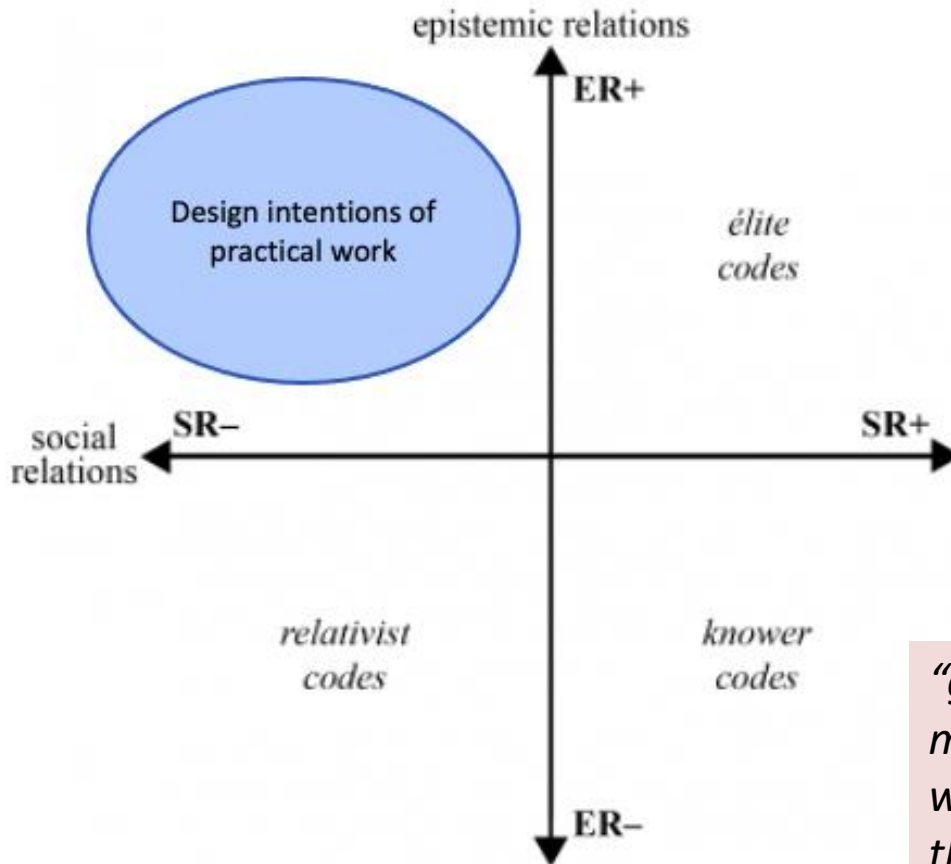 epistemic relations
ER+
Design intentions of
practical work
élite
codes
social
relations
SR–
SR+
relativist
codes
knower
codes
ER–